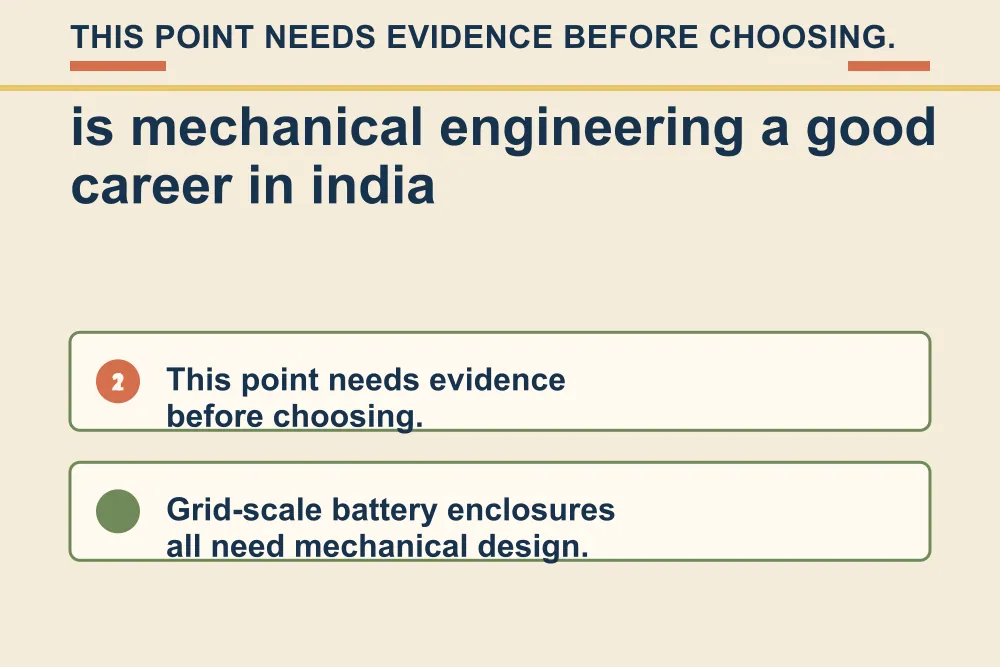 THIS POINT NEEDS EVIDENCE BEFORE CHOOSING.
is mechanical engineering a good
career in india
2
This point needs evidence
before choosing.
Grid-scale battery enclosures
all need mechanical design.